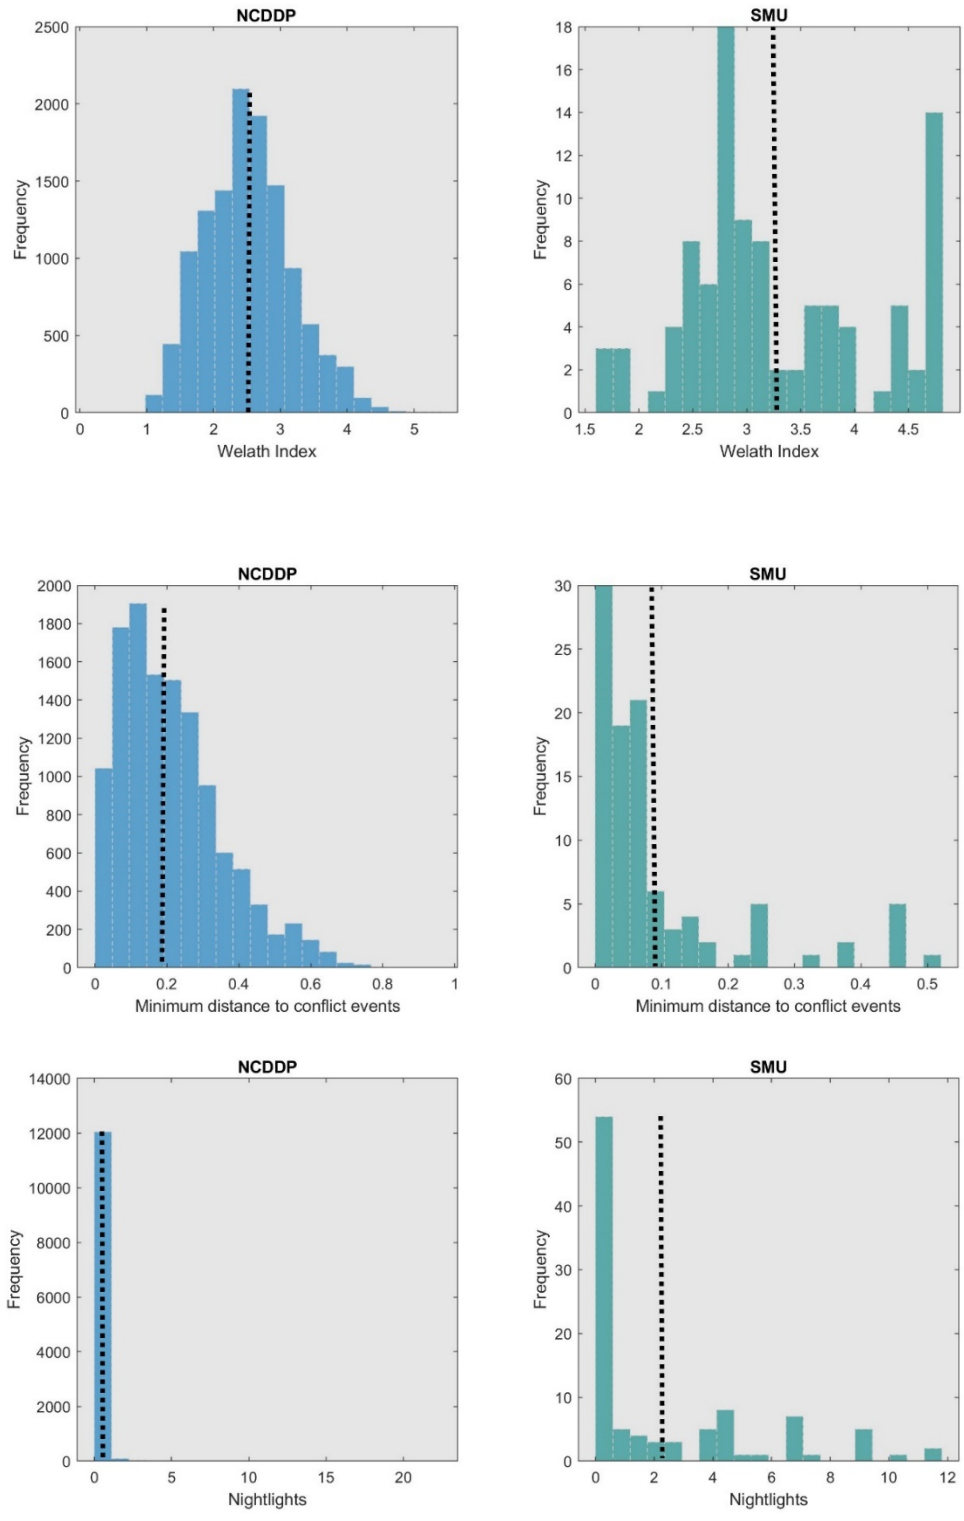 NCDDP
2500
2000
1500
1000
500
0
Frequency
0 1 2 3 4 5
Welath Index
SMU
18
16
14
12
10
8
6
4
2
0
Frequency
1.5 2 2.5 3 3.5 4 4.5
Welath Index
NCDDP
2000
1800
1600
1400
1200
1000
800
600
400
200
0
Frequency
0 0.2 0.4 0.6 0.8 1
Minimum distance to conflict events
SMU
30
25
20
15
10
5
0
Frequency
0 0.1 0.2 0.3 0.4 0.5
Minimum distance to conflict events
NCDDP
14000
12000
10000
8000
6000
4000
2000
0
Frequency
0 5 10 15 20
Nightlights
SMU
60
50
40
30
20
10
0
Frequency
0 2 4 6 8 10 12
Nightlights